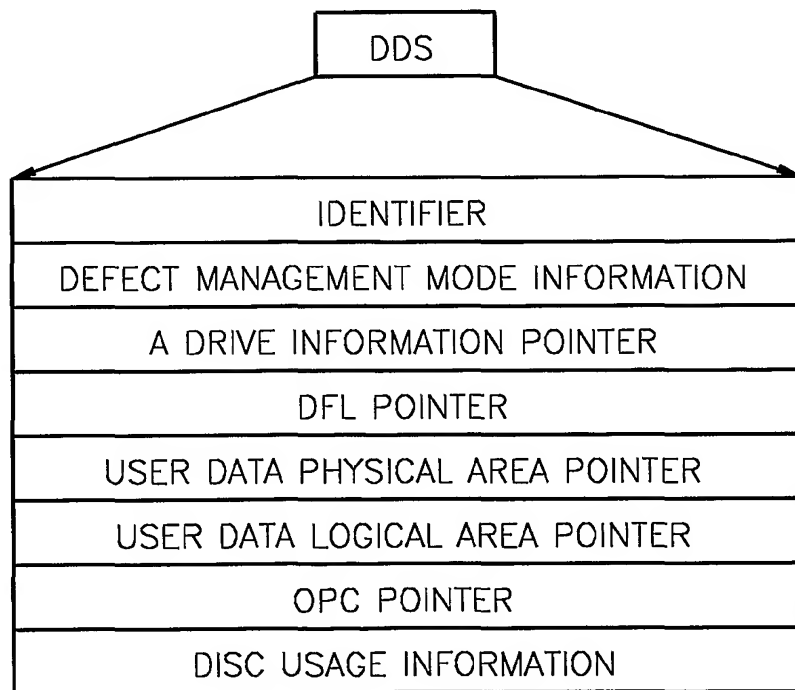 DDS
IDENTIFIER
DEFECT MANAGEMENT MODE INFORMATION
A DRIVE INFORMATION POINTER
DFL POINTER
USER DATA PHYSICAL AREA POINTER
USER DATA LOGICAL AREA POINTER
OPC POINTER
DISC USAGE INFORMATION